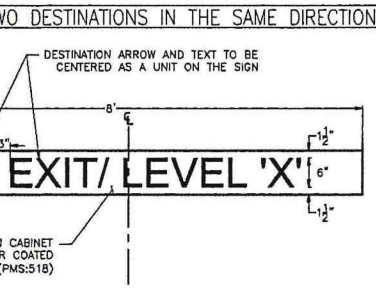 WO DESTINATIONS IN THE SAME DIRECTION
DESTINATION ARROW AND TEXT TO BE
CENTERED AS A UNIT ON THE SIGN
8'
℄
3"
1½"
EXIT/ LEVEL 'X'
6"
1½"
CABINET
R COATED
(PMS:518)